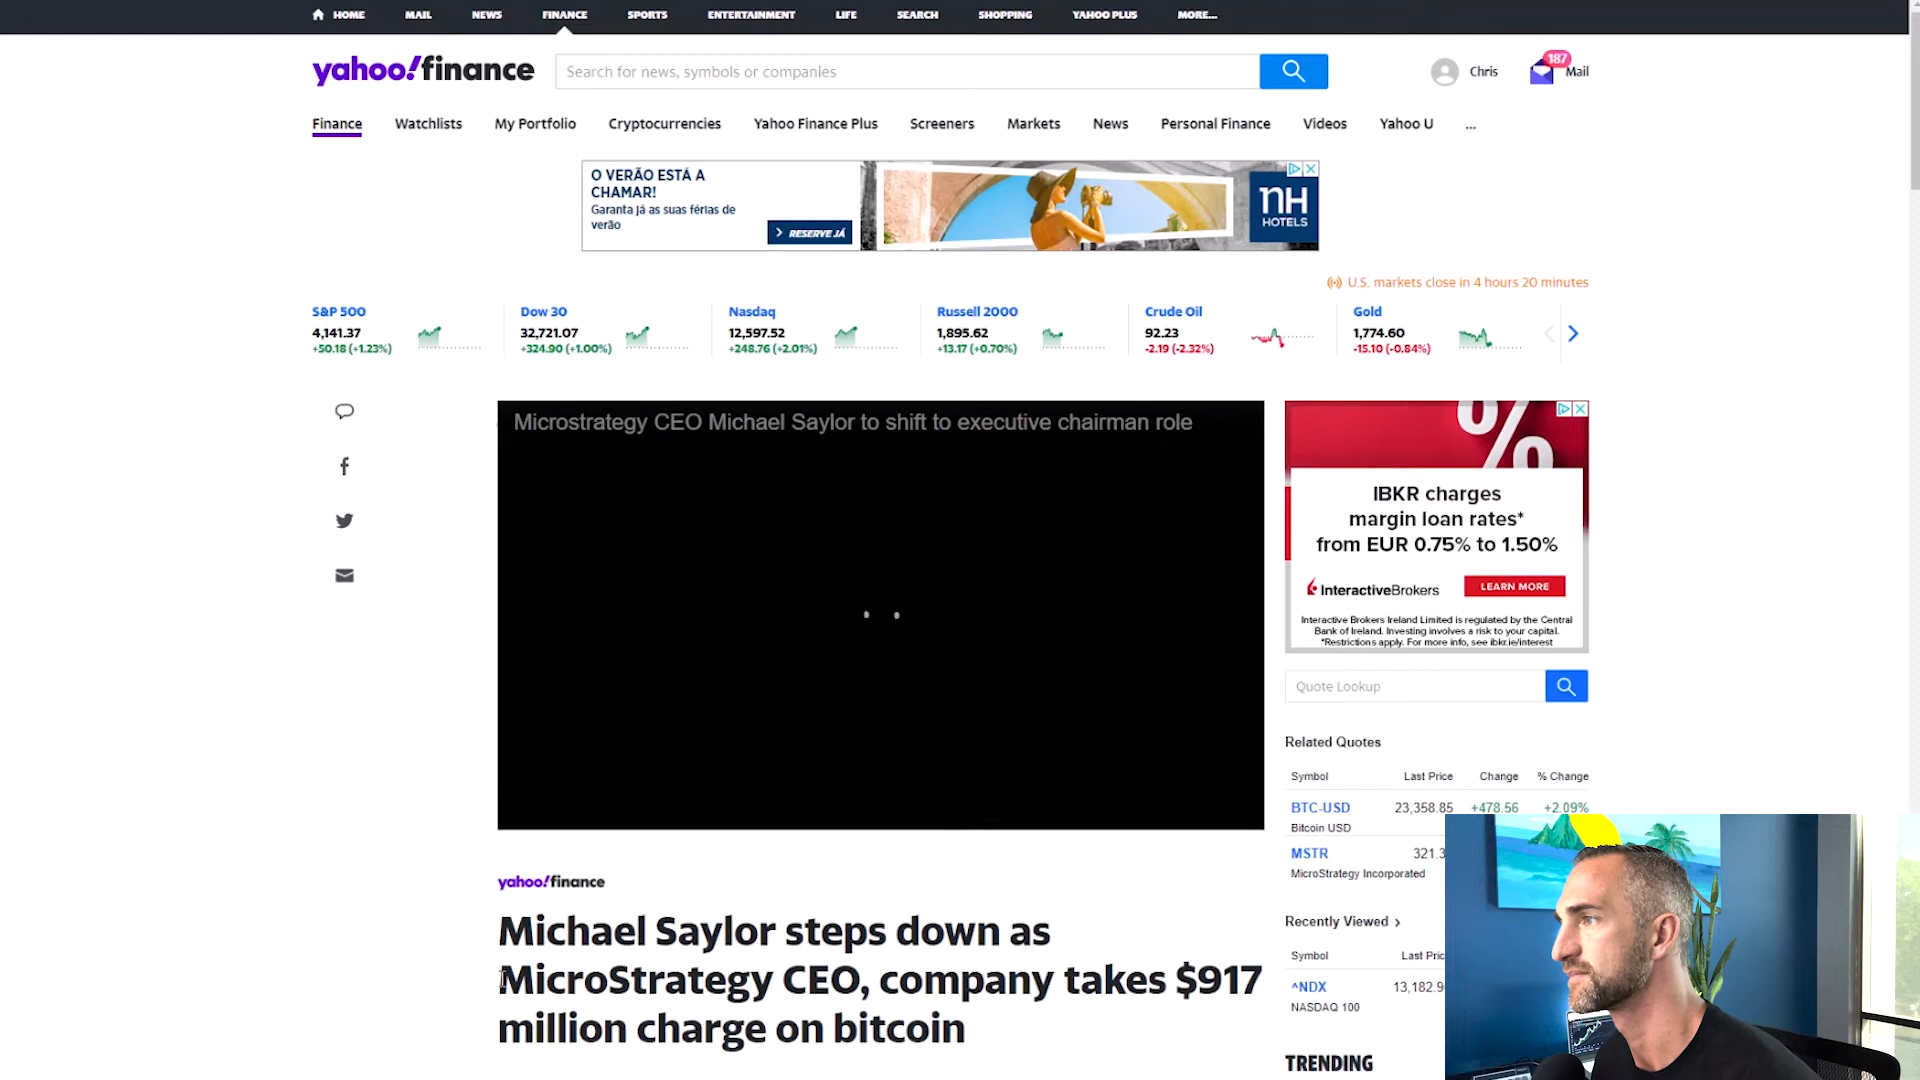 HOME MAIL NEWS FINANCE SPORTS ENTERTAINMENT LIFE SEARCH SHOPPING YAHOO PLUS MORE...
yahoo!finance
Search for news, symbols or companies
Chris
187
Mail
Finance Watchlists My Portfolio Cryptocurrencies Yahoo Finance Plus Screeners Markets News Personal Finance Videos Yahoo U ...
O VERÃO ESTÁ A
CHAMAR!
Garanta já as suas férias de
verão
> RESERVE JÁ
nH
HOTELS
U.S. markets close in 4 hours 20 minutes
S&P 500
4,141.37
+50.18 (+1.23%)
Dow 30
32,721.07
+324.90 (+1.00%)
Nasdaq
12,597.52
+248.76 (+2.01%)
Russell 2000
1,895.62
+13.17 (+0.70%)
Crude Oil
92.23
-2.19 (-2.32%)
Gold
1,774.60
-15.10 (-0.84%)
Microstrategy CEO Michael Saylor to shift to executive chairman role
%
IBKR charges
margin loan rates*
from EUR 0.75% to 1.50%
InteractiveBrokers
LEARN MORE
Interactive Brokers Ireland Limited is regulated by the Central
Bank of Ireland. Investing involves a risk to your capital.
*Restrictions apply. For more info, see ibkr.ie/interest
Quote Lookup
Related Quotes
Symbol Last Price Change % Change
BTC-USD 23,358.85 +478.56 +2.09%
Bitcoin USD
MSTR 321.3
MicroStrategy Incorporated
Recently Viewed >
Symbol Last Pric
^NDX 13,182.9
NASDAQ 100
TRENDING
yahoo!finance
Michael Saylor steps down as
MicroStrategy CEO, company takes $917
million charge on bitcoin